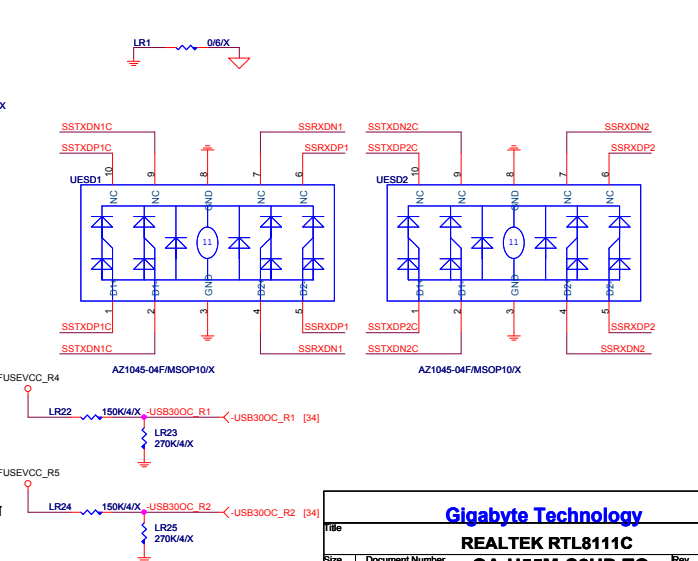 LR1 0/6/X
X
SSTXDN1C SSRXDN1 SSTXDN2C SSRXDN2
SSTXDP1C SSRXDP1 SSTXDP2C SSRXDP2
10 9 8 7 6 10 9 8 7 6
UESD1 UESD2
NC NC GND NC NC NC NC GND NC NC
11 11
D1+ D1- GND D2+ D2- D1+ D1- GND D2+ D2-
1 2 3 4 5 1 2 3 4 5
SSTXDP1C SSRXDP1 SSTXDP2C SSRXDP2
SSTXDN1C SSRXDN1 SSTXDN2C SSRXDN2
AZ1045-04F/MSOP10/X AZ1045-04F/MSOP10/X
FUSEVCC_R4
LR22 150K/4/X -USB30OC_R1 -USB30OC_R1 [34]
LR23
270K/4/X
FUSEVCC_R5
LR24 150K/4/X -USB30OC_R2 -USB30OC_R2 [34]
LR25
270K/4/X
Gigabyte Technology
Title
REALTEK RTL8111C
Size Document Number Rev